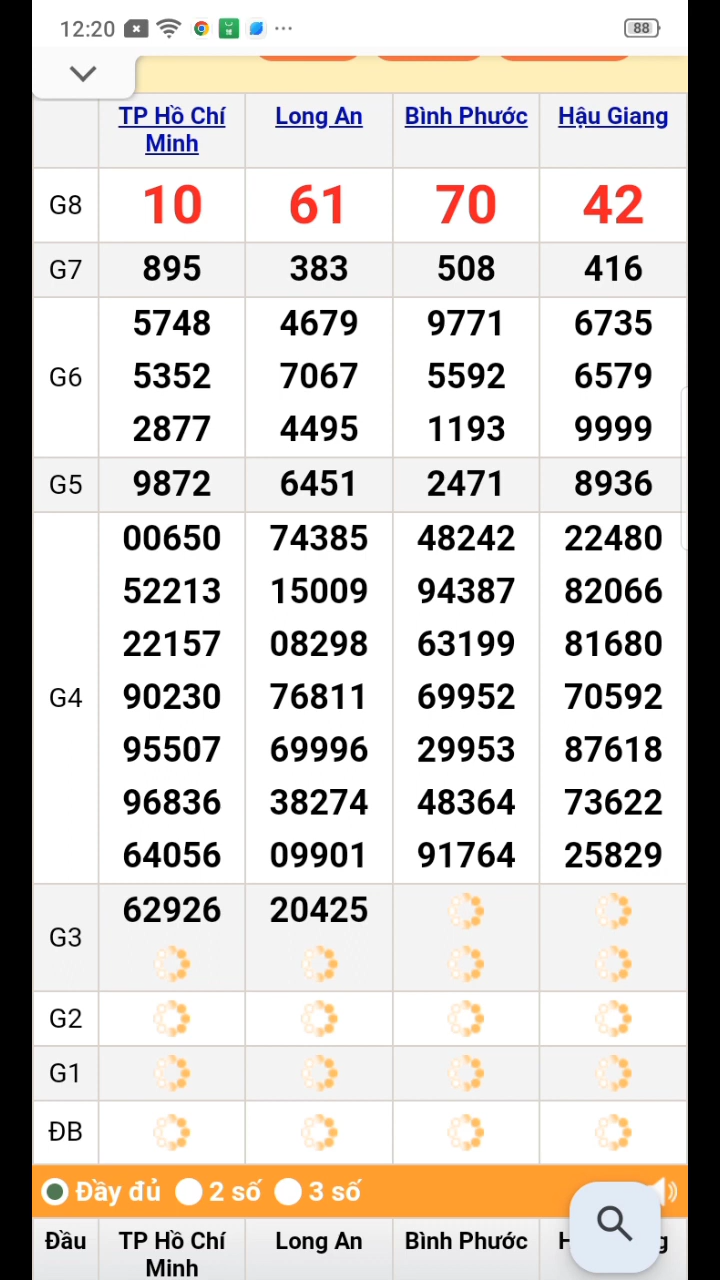 12:20 88
TP Hồ Chí Minh Long An Bình Phước Hậu Giang
G8 10 61 70 42
G7 895 383 508 416
5748 4679 9771 6735
G6 5352 7067 5592 6579
2877 4495 1193 9999
G5 9872 6451 2471 8936
00650 74385 48242 22480
52213 15009 94387 82066
22157 08298 63199 81680
G4 90230 76811 69952 70592
95507 69996 29953 87618
96836 38274 48364 73622
64056 09901 91764 25829
62926 20425
G3
G2
G1
ĐB
Đầy đủ 2 số 3 số
Đầu TP Hồ Chí Minh Long An Bình Phước